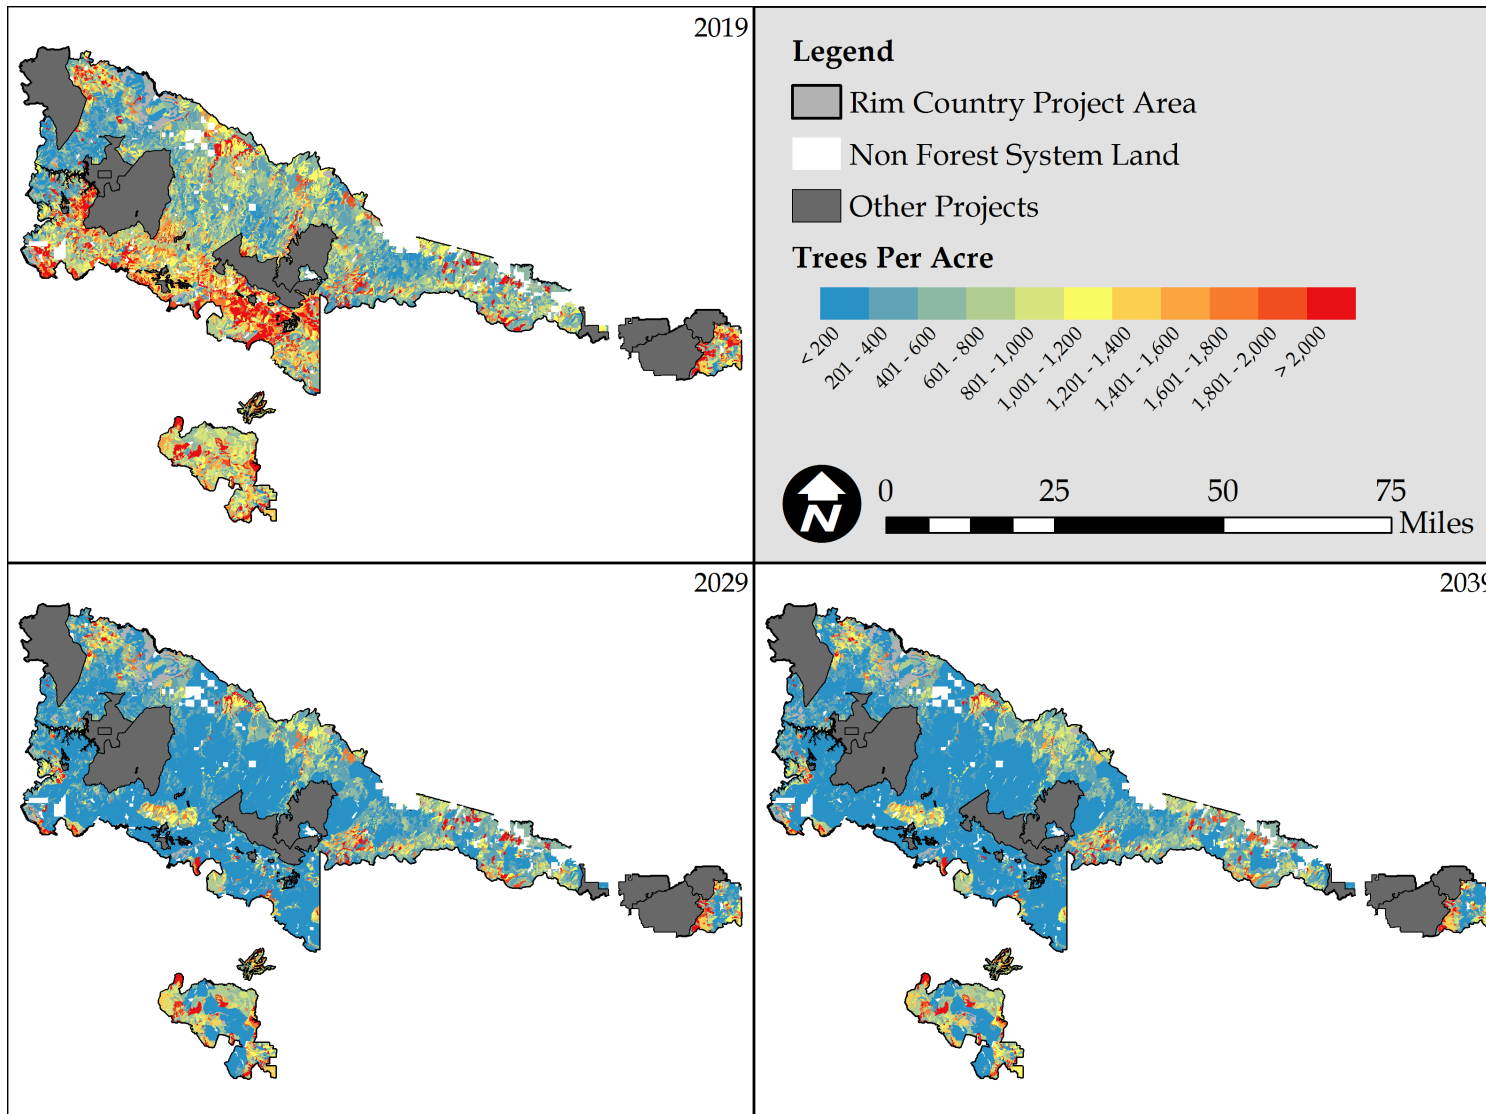 2019
Legend
Rim Country Project Area
Non Forest System Land
Other Projects
Trees Per Acre
< 200
201 - 400
401 - 600
601 - 800
801 - 1,000
1,001 - 1,200
1,201 - 1,400
1,401 - 1,600
1,601 - 1,800
1,801 - 2,000
> 2,000
N
0 25 50 75
Miles
2029
2039